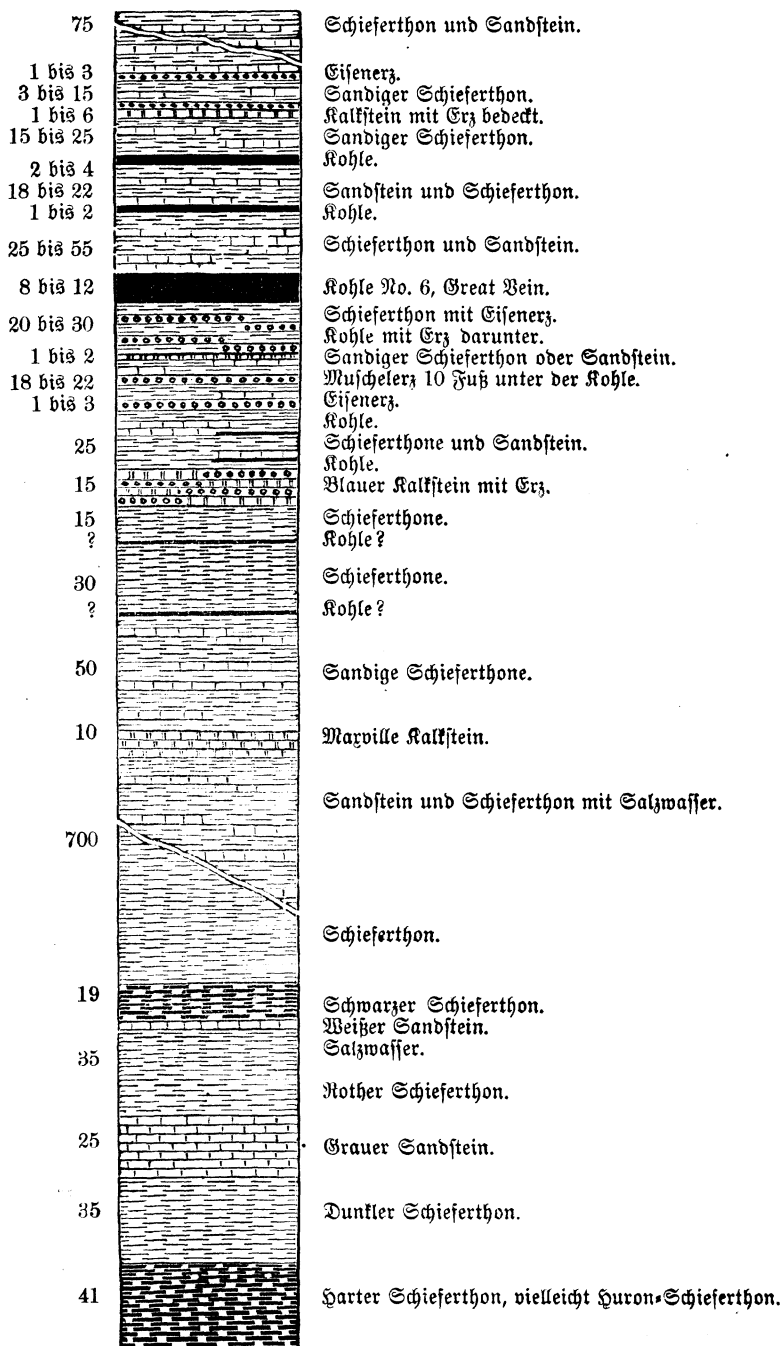 75 Schieferthon und Sandstein.
1 bis 3 Eisenerz.
3 bis 15 Sandiger Schieferthon.
1 bis 6 Kalkstein mit Erz bedeckt.
15 bis 25 Sandiger Schieferthon.
Kohle.
2 bis 4
18 bis 22 Sandstein und Schieferthon.
1 bis 2 Kohle.
25 bis 55 Schieferthon und Sandstein.
8 bis 12 Kohle No. 6, Great Vein.
Schieferthon mit Eisenerz.
20 bis 30
Kohle mit Erz darunter.
1 bis 2 Sandiger Schieferthon oder Sandstein.
18 bis 22 Muschelerz 10 Fuß unter der Kohle.
1 bis 3 Eisenerz.
Kohle.
25 Schieferthone und Sandstein.
Kohle.
15 Blauer Kalkstein mit Erz.
15 Schieferthone.
? Kohle?
30 Schieferthone.
? Kohle?
50 Sandige Schieferthone.
10 Maxville Kalkstein.
Sandstein und Schieferthon mit Salzwasser.
700
Schieferthon.
19 Schwarzer Schieferthon.
Weißer Sandstein.
Salzwasser.
35
Rother Schieferthon.
25 Grauer Sandstein.
35 Dunkler Schieferthon.
41 Harter Schieferthon, vielleicht Huron-Schieferthon.